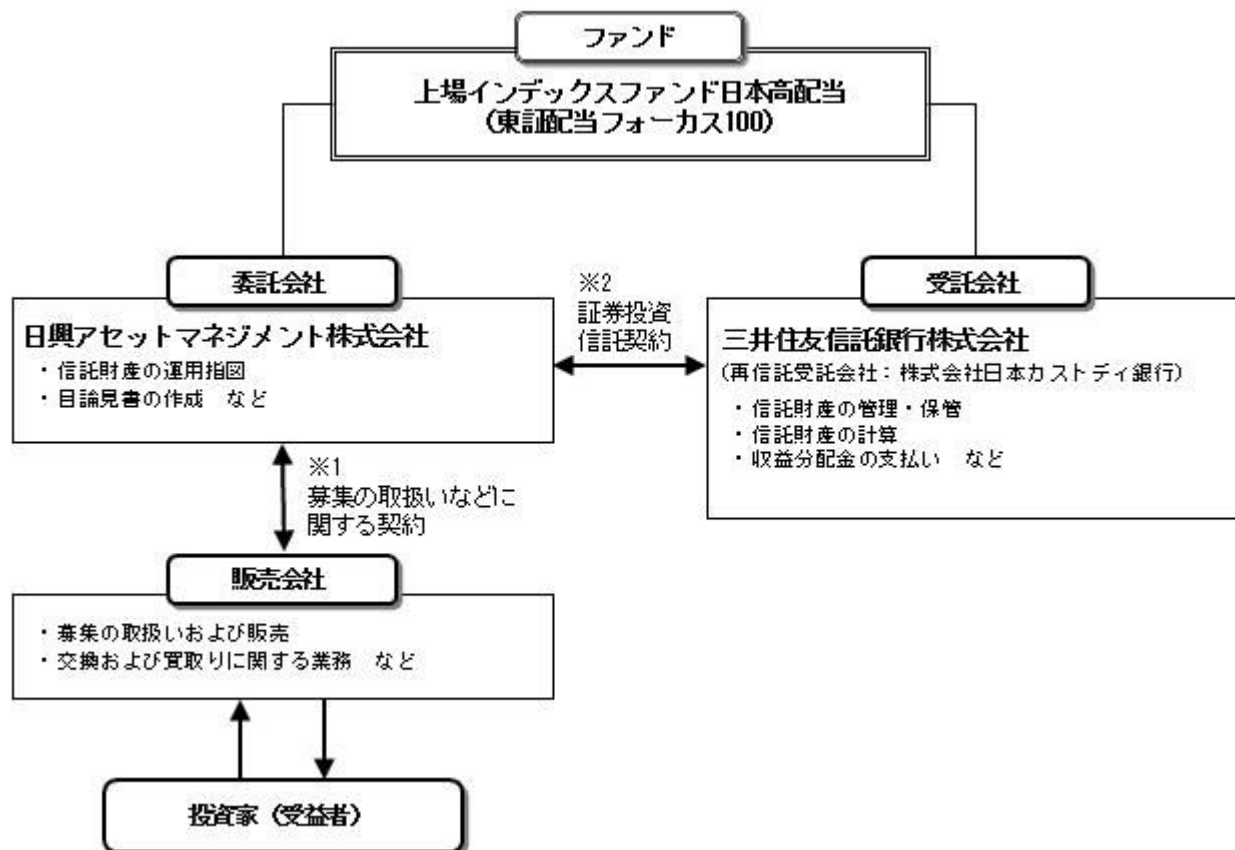 ファンド
上場インデックスファンド日本高配当
(東証配当フォーカス100)
委託会社
日興アセットマネジメント株式会社
・信託財産の運用指図
・目論見書の作成 など
※2
証券投資
信託契約
受託会社
三井住友信託銀行株式会社
(再信託受託会社：株式会社日本カストディ銀行)
・信託財産の管理・保管
・信託財産の計算
・収益分配金の支払い など
※1
募集の取扱いなどに
関する契約
販売会社
・募集の取扱いおよび販売
・交換および買取りに関する業務 など
投資家（受益者）